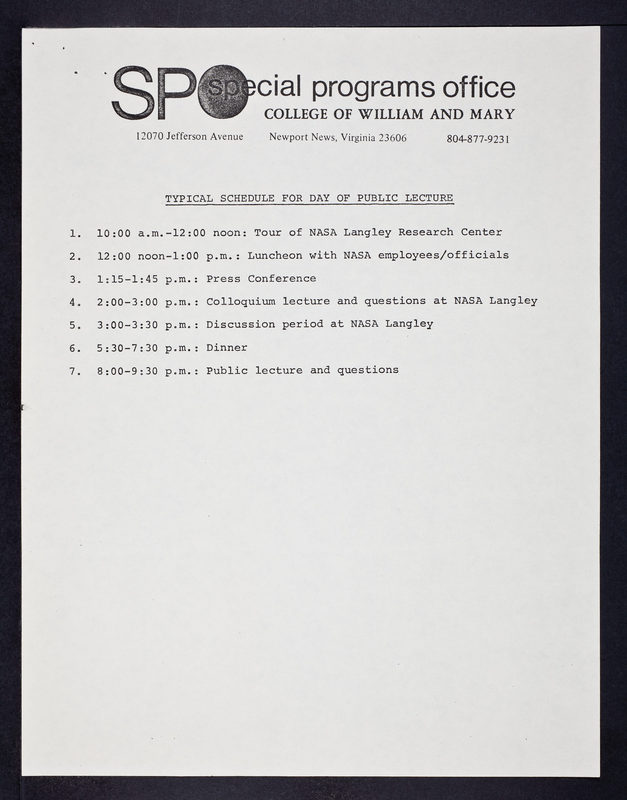 SPO special programs office
COLLEGE OF WILLIAM AND MARY
12070 Jefferson Avenue Newport News, Virginia 23606 804-877-9231
TYPICAL SCHEDULE FOR DAY OF PUBLIC LECTURE
1. 10:00 a.m.-12:00 noon: Tour of NASA Langley Research Center
2. 12:00 noon-1:00 p.m.: Luncheon with NASA employees/officials
3. 1:15-1:45 p.m.: Press Conference
4. 2:00-3:00 p.m.: Colloquium lecture and questions at NASA Langley
5. 3:00-3:30 p.m.: Discussion period at NASA Langley
6. 5:30-7:30 p.m.: Dinner
7. 8:00-9:30 p.m.: Public lecture and questions